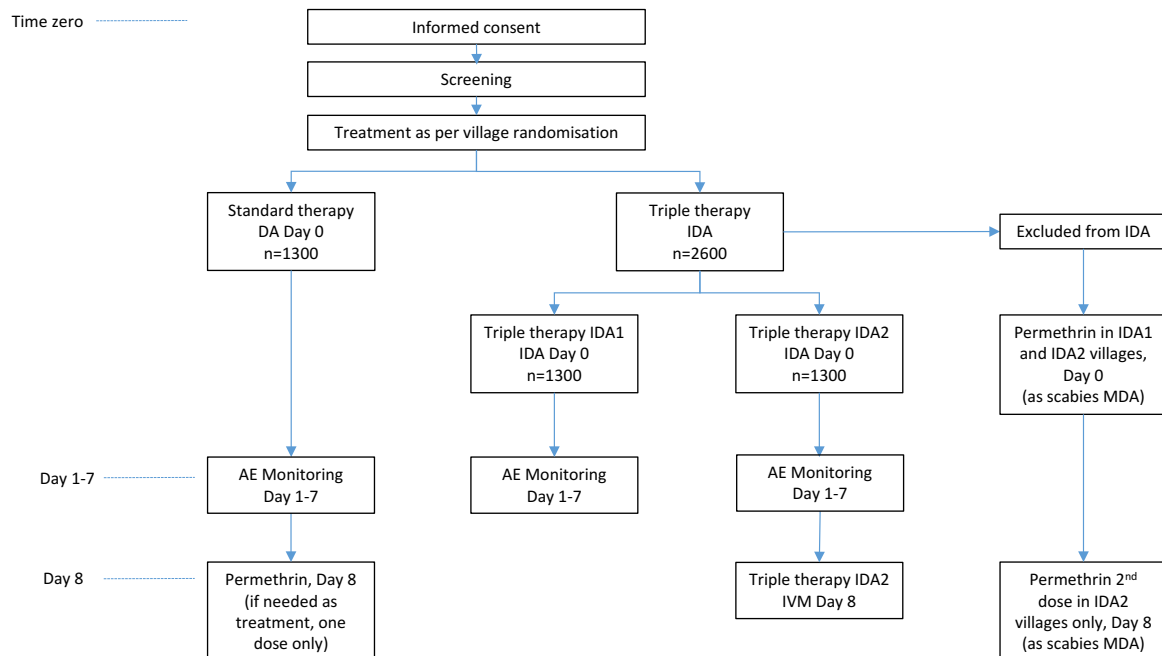 Time zero
Informed consent
Screening
Treatment as per village randomisation
Standard therapy
DA Day 0
n=1300
Triple therapy
IDA
n=2600
Excluded from IDA
Triple therapy IDA1
IDA Day 0
n=1300
Triple therapy IDA2
IDA Day 0
n=1300
Permethrin in IDA1
and IDA2 villages,
Day 0
(as scabies MDA)
Day 1-7
AE Monitoring
Day 1-7
AE Monitoring
Day 1-7
AE Monitoring
Day 1-7
Day 8
Permethrin, Day 8
(if needed as
treatment, one
dose only)
Triple therapy IDA2
IVM Day 8
Permethrin 2nd
dose in IDA2
villages only, Day 8
(as scabies MDA)